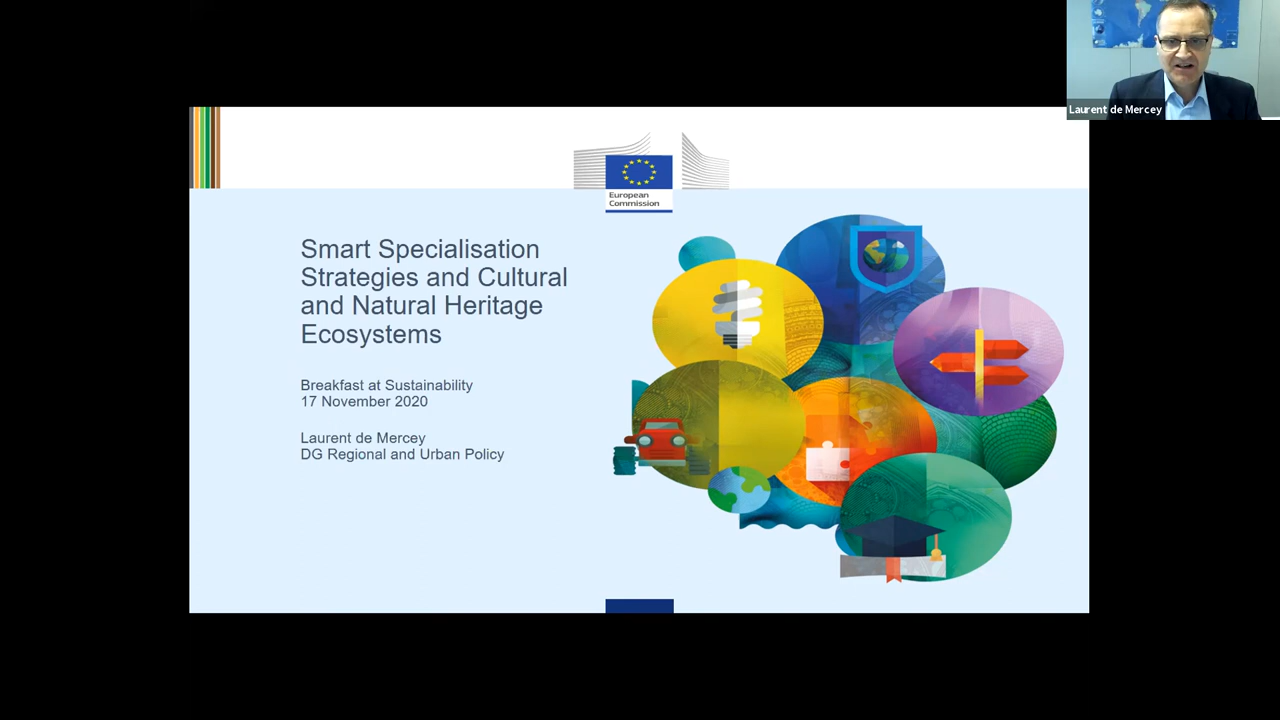 Laurent de Mercey
European
Commission
Smart Specialisation
Strategies and Cultural
and Natural Heritage
Ecosystems
Breakfast at Sustainability
17 November 2020
Laurent de Mercey
DG Regional and Urban Policy